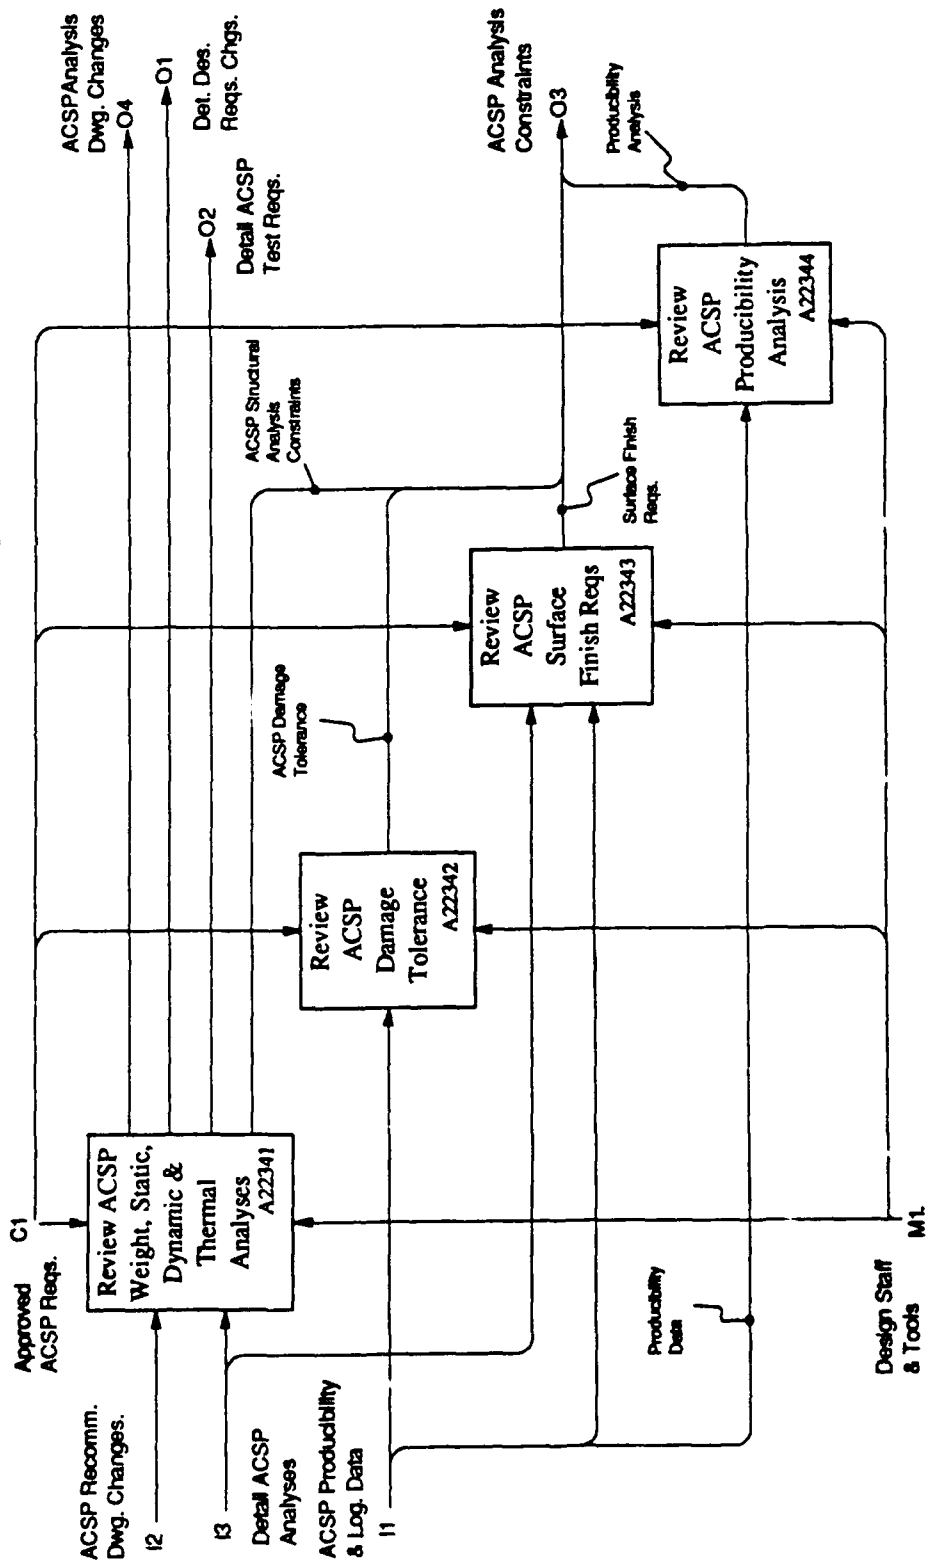 Approved
ACSP Reqs.
C1
ACSP Recomm.
Dwg. Changes.
I2
I3
Detail ACSP
Analyses
ACSP Producibility
& Log. Data
I1
Review ACSP
Weight, Static,
Dynamic &
Thermal
Analyses
A22341
ACSP Analysis
Dwg. Changes
O4
O1
Det. Des.
Reqs. Chgs.
O2
Detail ACSP
Test Reqs.
ACSP Structural
Analysis
Constraints
Review
ACSP
Damage
Tolerance
A22342
ACSP Damage
Tolerance
Review
ACSP
Surface
Finish Reqs
A22343
Surface Finish
Reqs.
ACSP Analysis
Constraints
O3
Producibility
Analysis
Review
ACSP
Producibility
Analysis
A22344
Producibility
Data
Design Staff
& Tools
M1